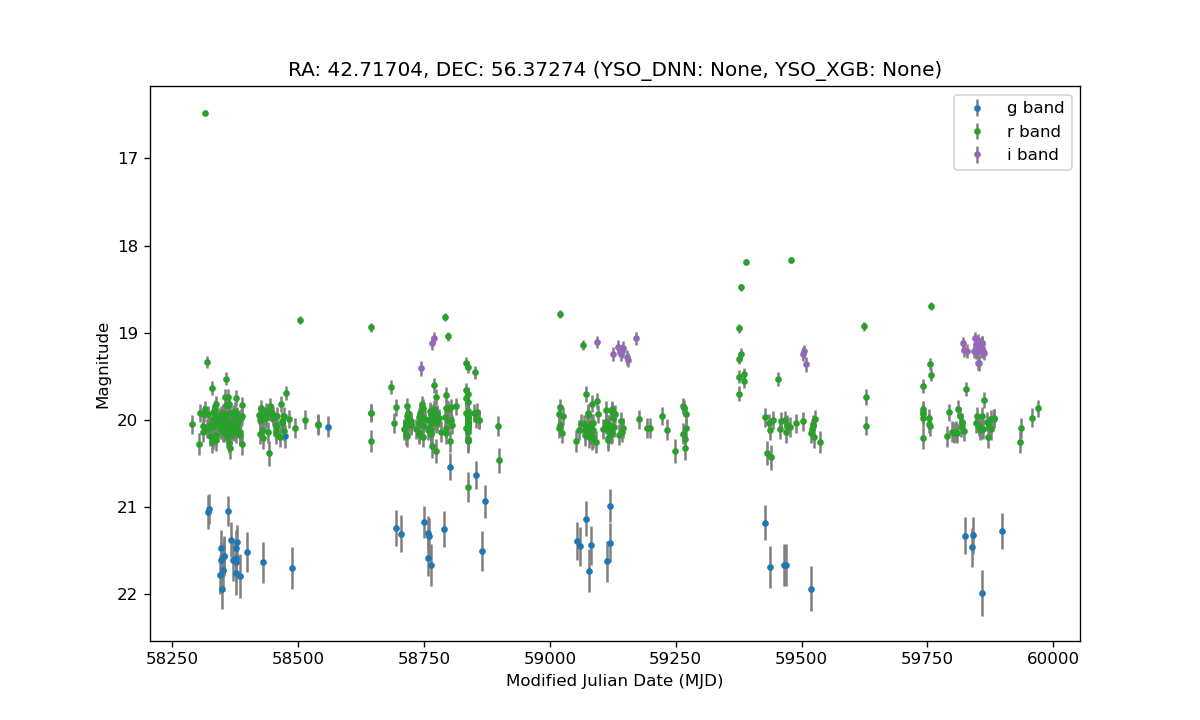 RA: 42.71704, DEC: 56.37274 (YSO_DNN: None, YSO_XGB: None)
g band
r band
i band
17
18
19
20
21
22
Magnitude
58250 58500 58750 59000 59250 59500 59750 60000
Modified Julian Date (MJD)